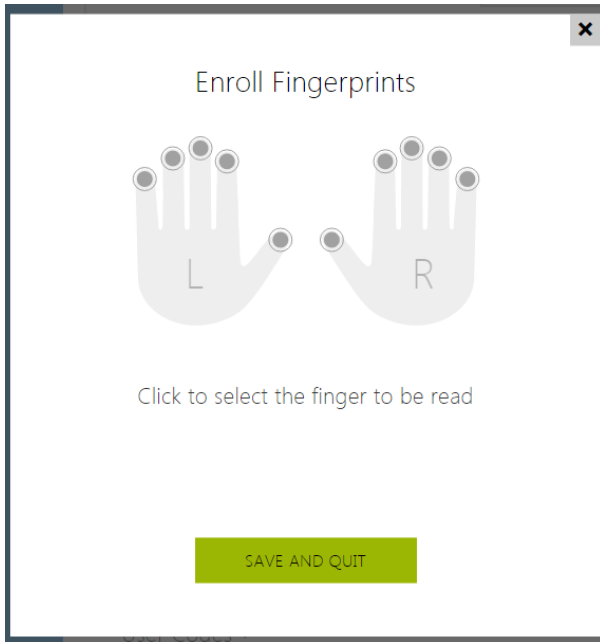 Enroll Fingerprints
L
R
Click to select the finger to be read
SAVE AND QUIT